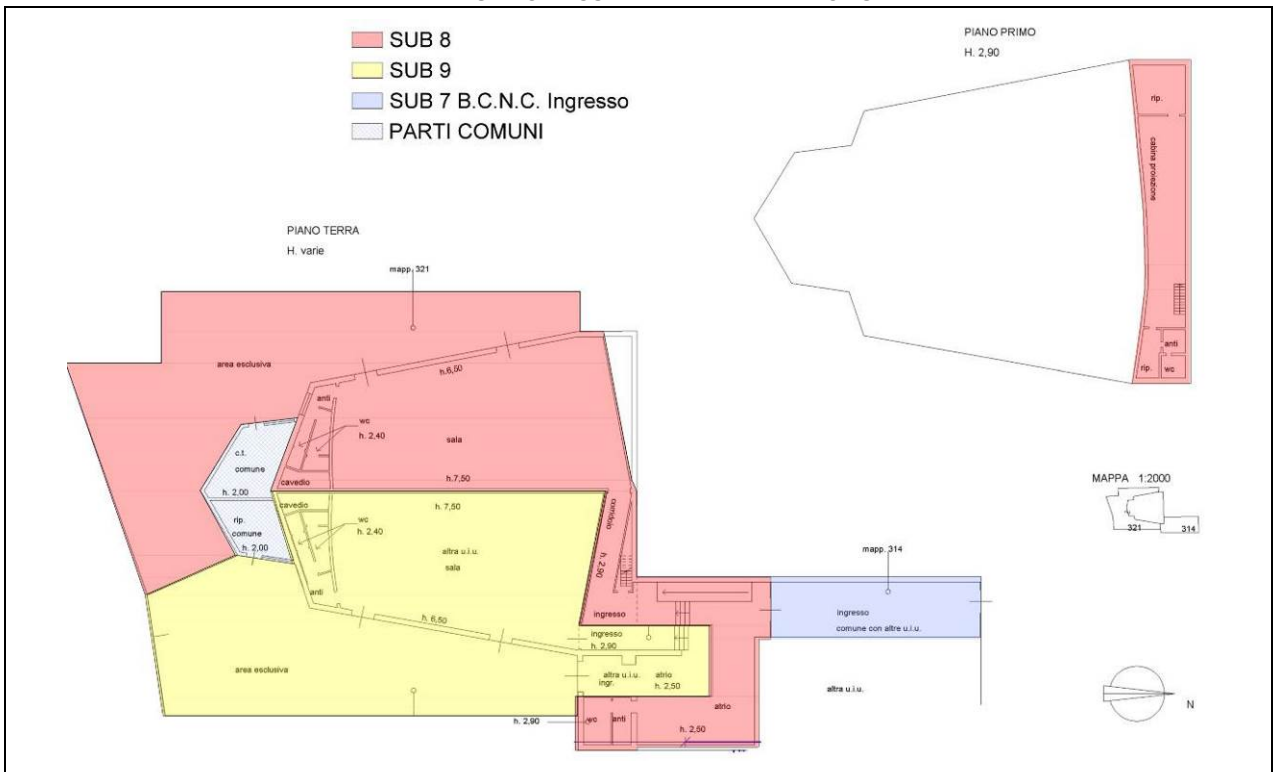 SUB 8
SUB 9
SUB 7 B.C.N.C. Ingresso
PARTI COMUNI
PIANO PRIMO
H. 2,90
rip.
cabina proiezione
anti
rip.
wc
PIANO TERRA
H. varie
mapp. 321
area esclusiva
h.6,50
anti
wc
h. 2,40
sala
c.t.
comune
h. 2,00
cavedio
h.7,50
rip.
comune
h. 2,00
cavedio
h. 7,50
wc
h. 2,40
altra u.i.u.
sala
corridoio
h. 2,90
anti
h. 6,50
ingresso
ingresso
h. 2,90
area esclusiva
altra u.i.u.
ingr.
atrio
h. 2,50
atrio
h. 2,90
wc
anti
h. 2,50
mapp. 314
ingresso
comune con altre u.i.u.
altra u.i.u.
MAPPA 1:2000
321
314
N